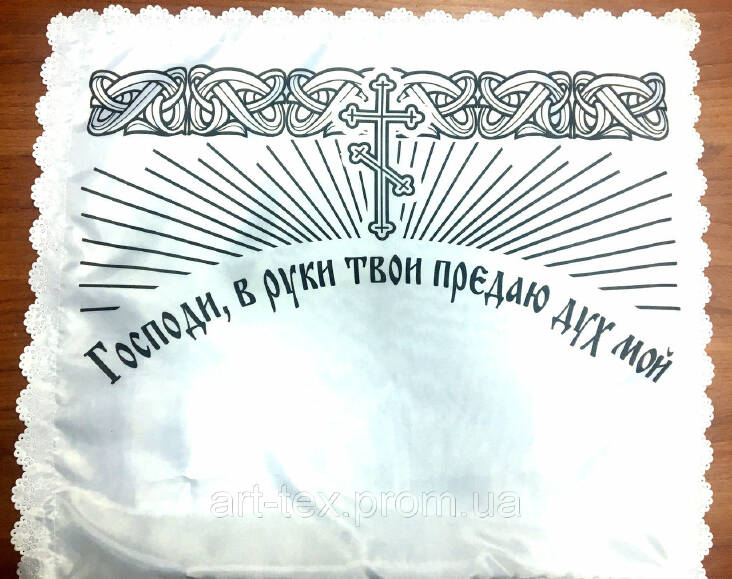 Господи, в руки твои предаю дух мой
art-tex.prom.ua